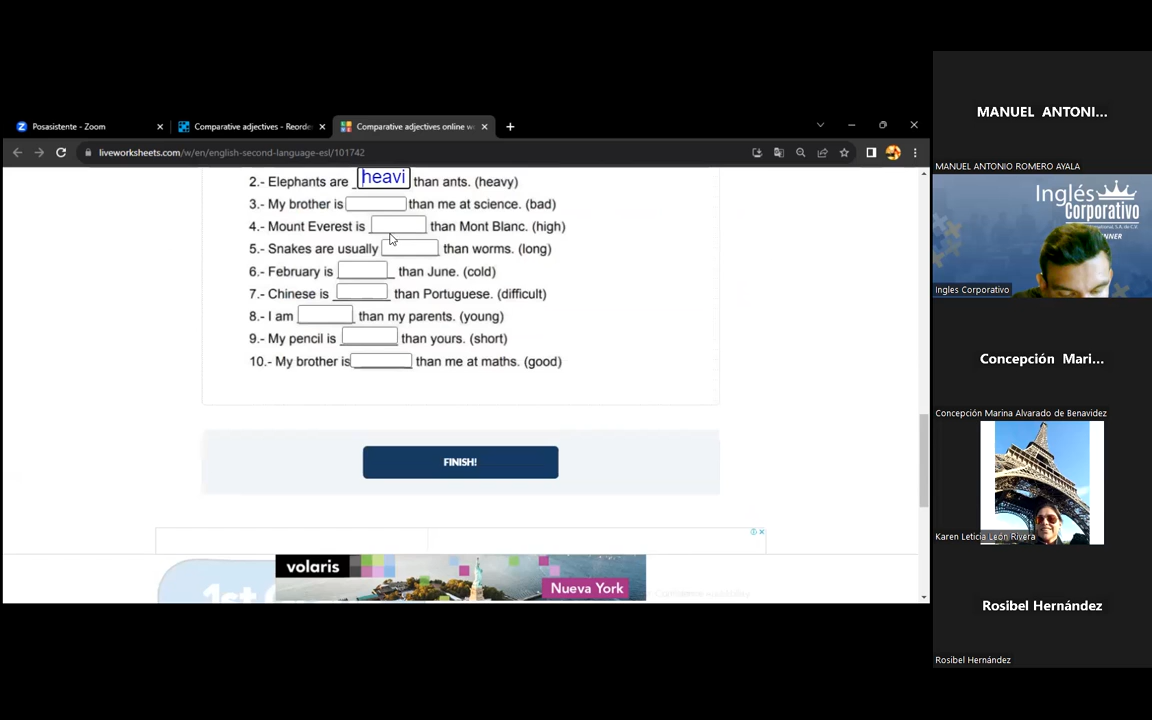 MANUEL ANTONI...
MANUEL ANTONIO ROMERO AYALA
Posasistente - Zoom
Comparative adjectives - Reorde
Comparative adjectives online w
liveworksheets.com/w/en/english-second-language-esl/101742
2.- Elephants are heavi than ants. (heavy)
3.- My brother is than me at science. (bad)
4.- Mount Everest is than Mont Blanc. (high)
5.- Snakes are usually than worms. (long)
6.- February is than June. (cold)
7.- Chinese is than Portuguese. (difficult)
8.- I am than my parents. (young)
9.- My pencil is than yours. (short)
10.- My brother is than me at maths. (good)
FINISH!
volaris
Nueva York
Inglés
Corporativo
Ingles Corporativo
Concepción Mari...
Concepción Marina Alvarado de Benavidez
Karen Leticia León Rivera
Rosibel Hernández
Rosibel Hernández